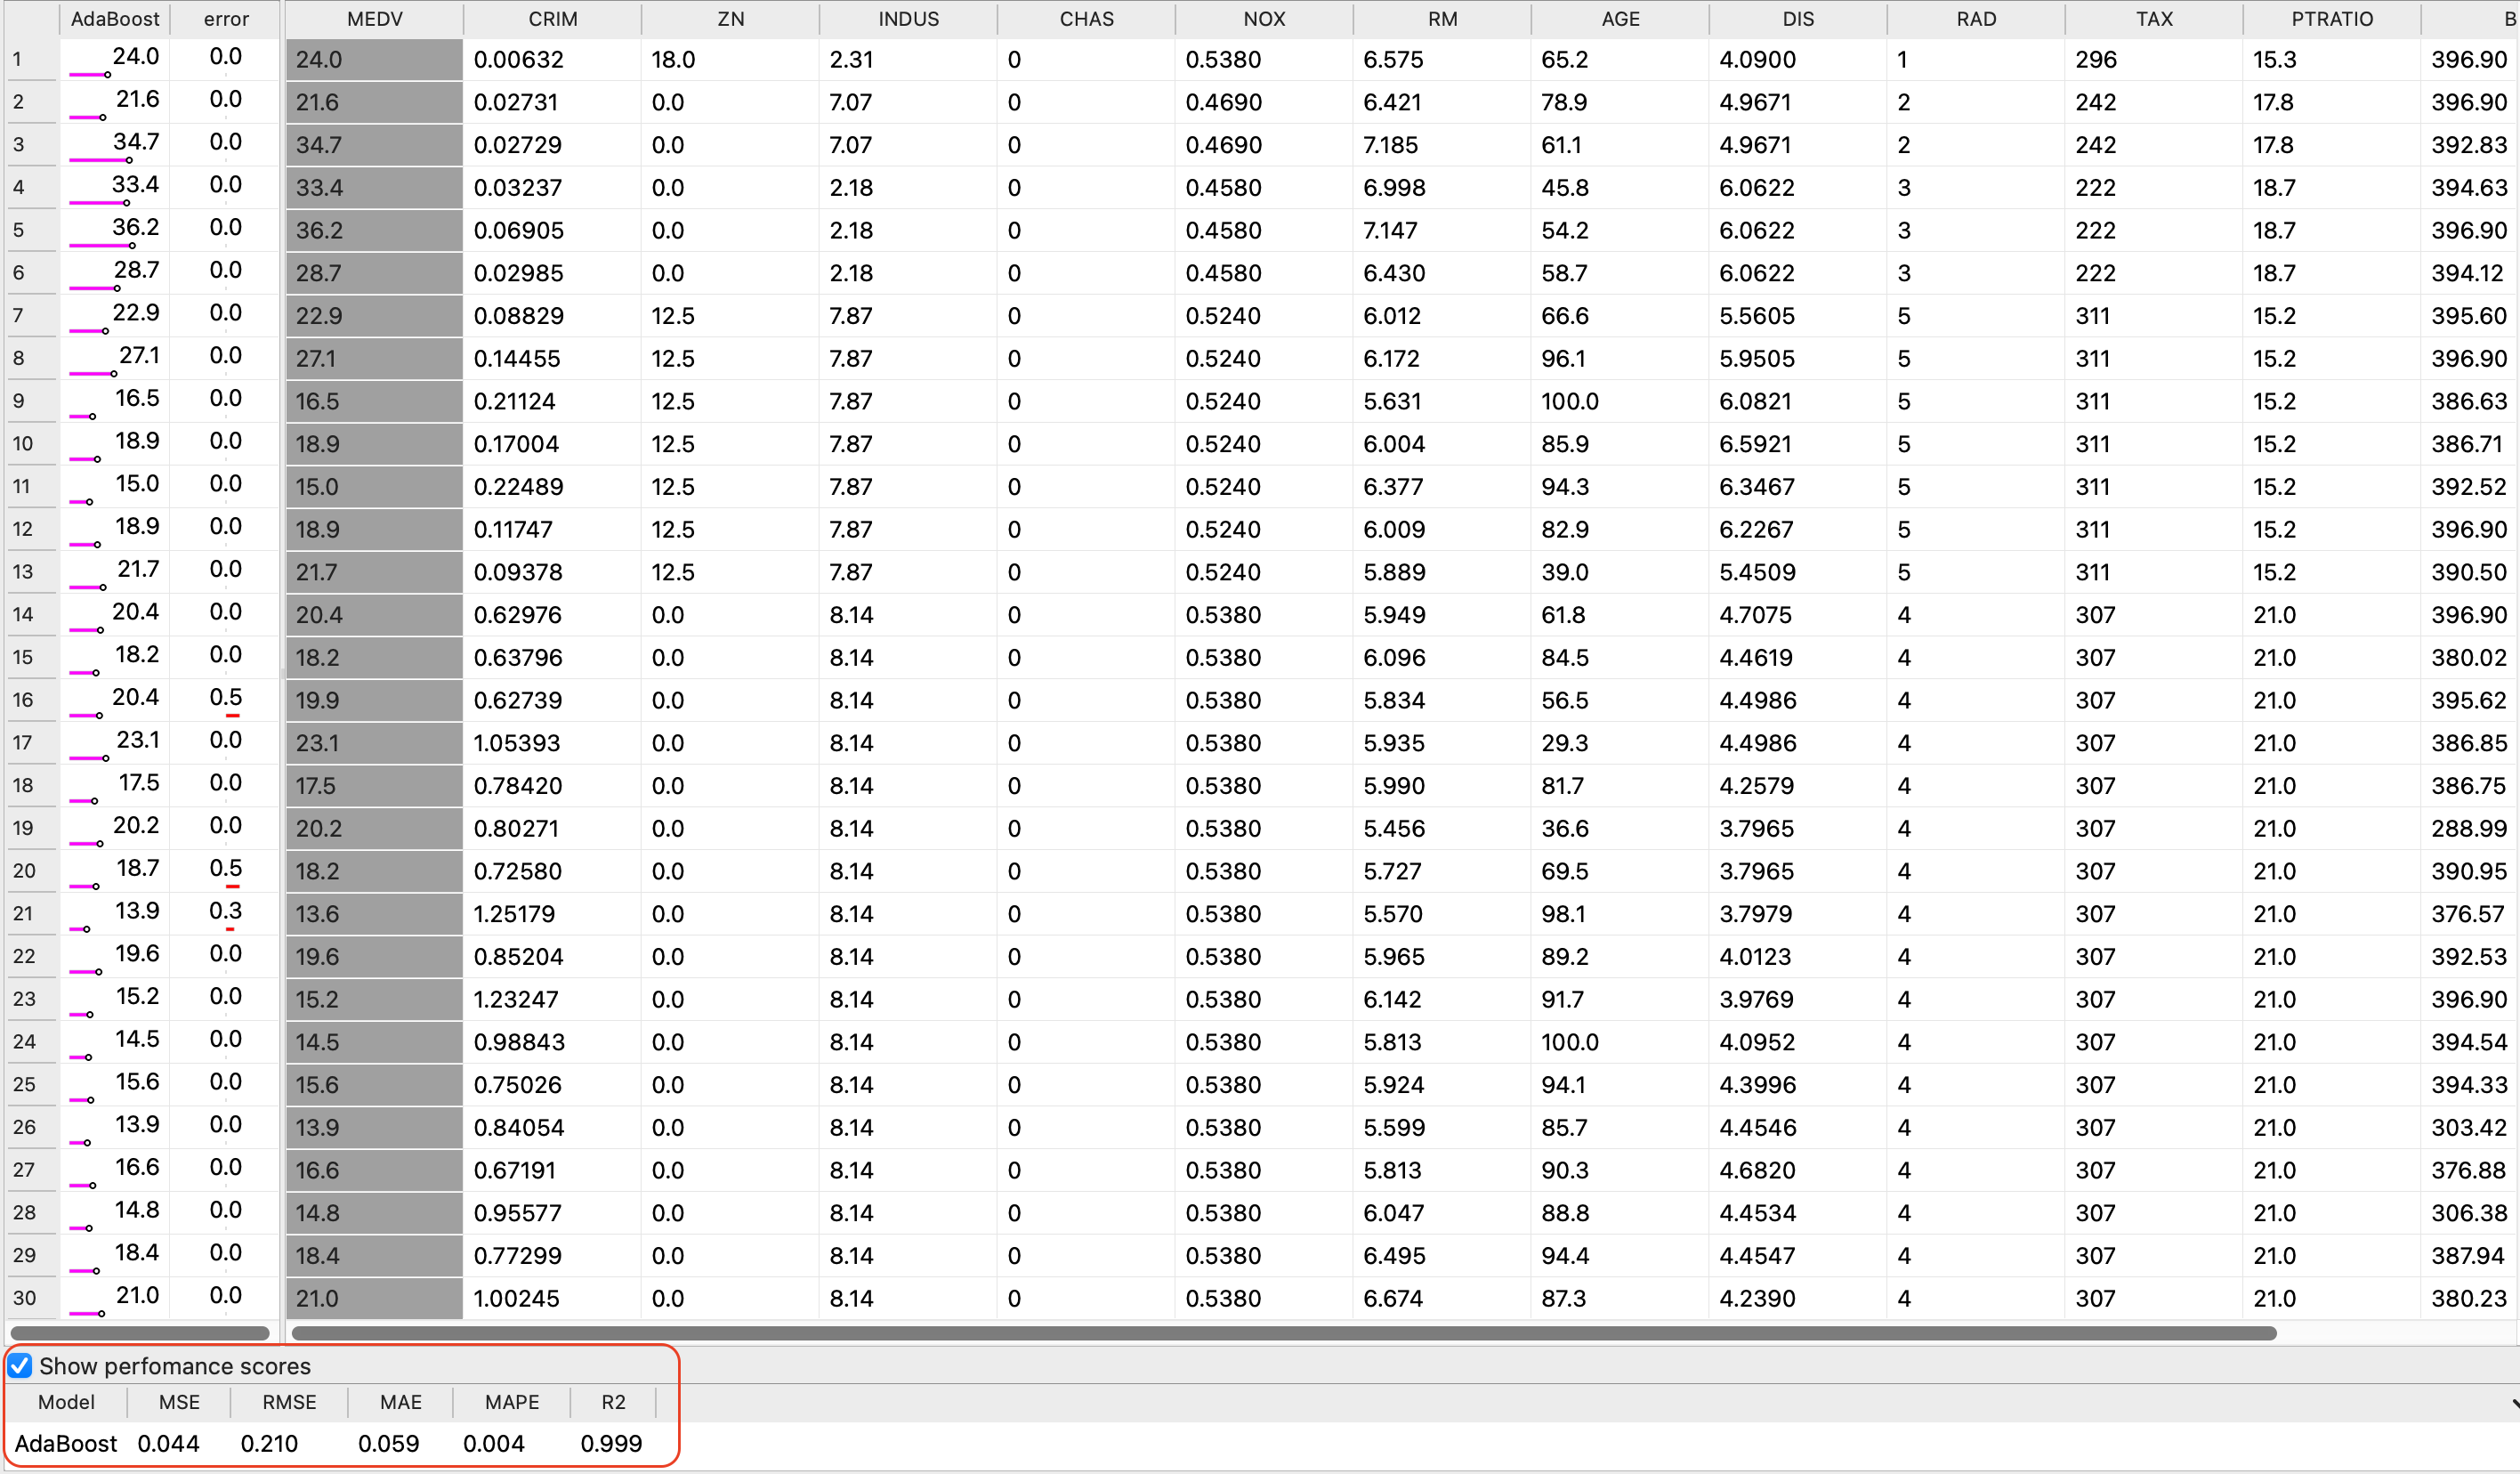 AdaBoost error MEDV CRIM ZN INDUS CHAS NOX RM AGE DIS RAD TAX PTRATIO B
1 24.0 0.0 24.0 0.00632 18.0 2.31 0 0.5380 6.575 65.2 4.0900 1 296 15.3 396.90
2 21.6 0.0 21.6 0.02731 0.0 7.07 0 0.4690 6.421 78.9 4.9671 2 242 17.8 396.90
3 34.7 0.0 34.7 0.02729 0.0 7.07 0 0.4690 7.185 61.1 4.9671 2 242 17.8 392.83
4 33.4 0.0 33.4 0.03237 0.0 2.18 0 0.4580 6.998 45.8 6.0622 3 222 18.7 394.63
5 36.2 0.0 36.2 0.06905 0.0 2.18 0 0.4580 7.147 54.2 6.0622 3 222 18.7 396.90
6 28.7 0.0 28.7 0.02985 0.0 2.18 0 0.4580 6.430 58.7 6.0622 3 222 18.7 394.12
7 22.9 0.0 22.9 0.08829 12.5 7.87 0 0.5240 6.012 66.6 5.5605 5 311 15.2 395.60
8 27.1 0.0 27.1 0.14455 12.5 7.87 0 0.5240 6.172 96.1 5.9505 5 311 15.2 396.90
9 16.5 0.0 16.5 0.21124 12.5 7.87 0 0.5240 5.631 100.0 6.0821 5 311 15.2 386.63
10 18.9 0.0 18.9 0.17004 12.5 7.87 0 0.5240 6.004 85.9 6.5921 5 311 15.2 386.71
11 15.0 0.0 15.0 0.22489 12.5 7.87 0 0.5240 6.377 94.3 6.3467 5 311 15.2 392.52
12 18.9 0.0 18.9 0.11747 12.5 7.87 0 0.5240 6.009 82.9 6.2267 5 311 15.2 396.90
13 21.7 0.0 21.7 0.09378 12.5 7.87 0 0.5240 5.889 39.0 5.4509 5 311 15.2 390.50
14 20.4 0.0 20.4 0.62976 0.0 8.14 0 0.5380 5.949 61.8 4.7075 4 307 21.0 396.90
15 18.2 0.0 18.2 0.63796 0.0 8.14 0 0.5380 6.096 84.5 4.4619 4 307 21.0 380.02
16 20.4 0.5 19.9 0.62739 0.0 8.14 0 0.5380 5.834 56.5 4.4986 4 307 21.0 395.62
17 23.1 0.0 23.1 1.05393 0.0 8.14 0 0.5380 5.935 29.3 4.4986 4 307 21.0 386.85
18 17.5 0.0 17.5 0.78420 0.0 8.14 0 0.5380 5.990 81.7 4.2579 4 307 21.0 386.75
19 20.2 0.0 20.2 0.80271 0.0 8.14 0 0.5380 5.456 36.6 3.7965 4 307 21.0 288.99
20 18.7 0.5 18.2 0.72580 0.0 8.14 0 0.5380 5.727 69.5 3.7965 4 307 21.0 390.95
21 13.9 0.3 13.6 1.25179 0.0 8.14 0 0.5380 5.570 98.1 3.7979 4 307 21.0 376.57
22 19.6 0.0 19.6 0.85204 0.0 8.14 0 0.5380 5.965 89.2 4.0123 4 307 21.0 392.53
23 15.2 0.0 15.2 1.23247 0.0 8.14 0 0.5380 6.142 91.7 3.9769 4 307 21.0 396.90
24 14.5 0.0 14.5 0.98843 0.0 8.14 0 0.5380 5.813 100.0 4.0952 4 307 21.0 394.54
25 15.6 0.0 15.6 0.75026 0.0 8.14 0 0.5380 5.924 94.1 4.3996 4 307 21.0 394.33
26 13.9 0.0 13.9 0.84054 0.0 8.14 0 0.5380 5.599 85.7 4.4546 4 307 21.0 303.42
27 16.6 0.0 16.6 0.67191 0.0 8.14 0 0.5380 5.813 90.3 4.6820 4 307 21.0 376.88
28 14.8 0.0 14.8 0.95577 0.0 8.14 0 0.5380 6.047 88.8 4.4534 4 307 21.0 306.38
29 18.4 0.0 18.4 0.77299 0.0 8.14 0 0.5380 6.495 94.4 4.4547 4 307 21.0 387.94
30 21.0 0.0 21.0 1.00245 0.0 8.14 0 0.5380 6.674 87.3 4.2390 4 307 21.0 380.23
Show perfomance scores
Model MSE RMSE MAE MAPE R2
AdaBoost 0.044 0.210 0.059 0.004 0.999